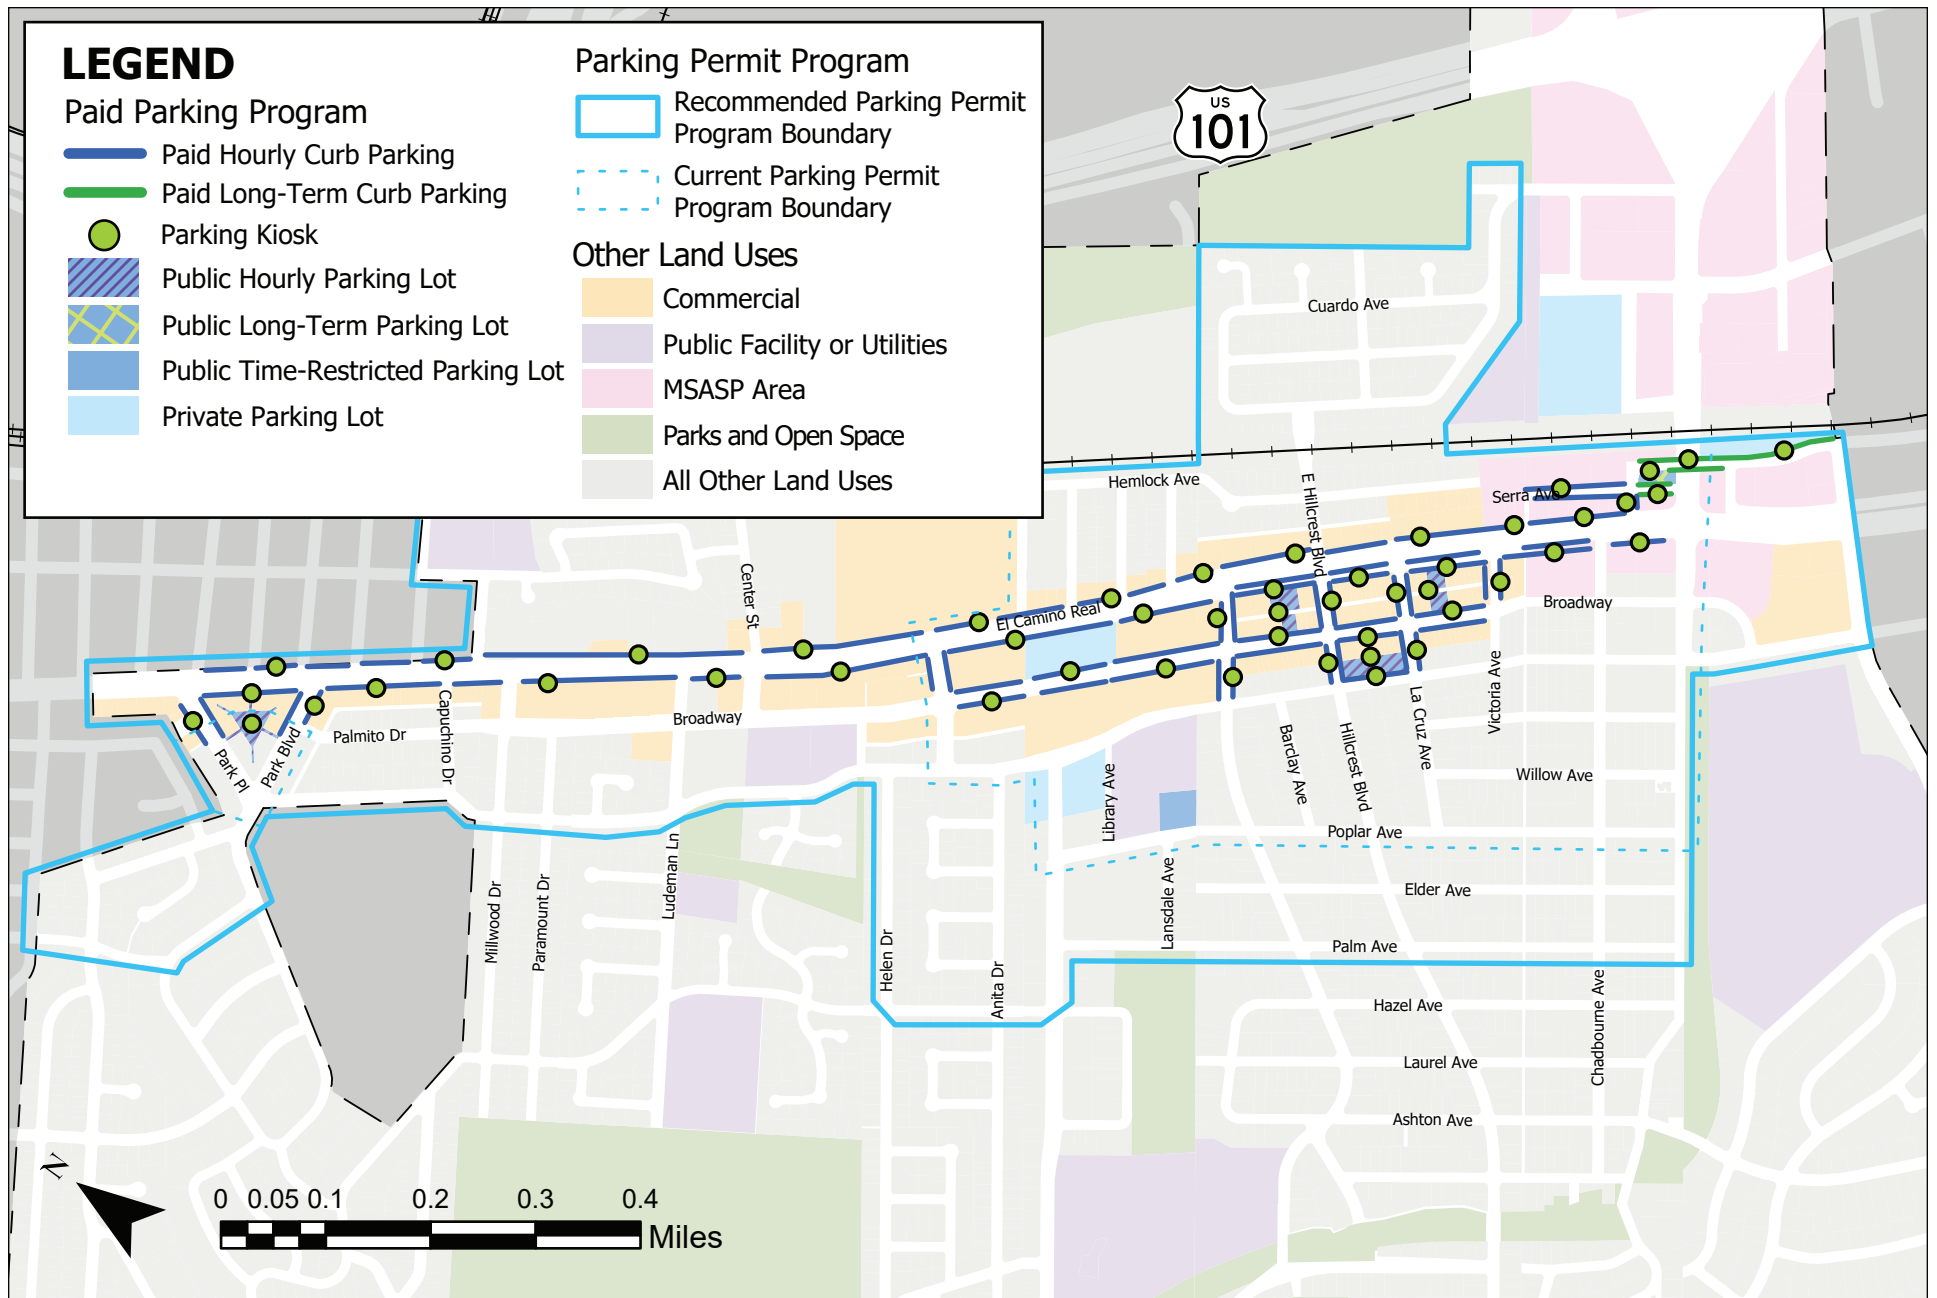 LEGEND
Paid Parking Program
Paid Hourly Curb Parking
Paid Long-Term Curb Parking
Parking Kiosk
Public Hourly Parking Lot
Public Long-Term Parking Lot
Public Time-Restricted Parking Lot
Private Parking Lot
Parking Permit Program
Recommended Parking Permit
Program Boundary
Current Parking Permit
Program Boundary
Other Land Uses
Commercial
Public Facility or Utilities
MSASP Area
Parks and Open Space
All Other Land Uses
US
101
Cuardo Ave
Hemlock Ave
E Hillcrest Blvd
Serra Ave
Center St
El Camino Real
Broadway
Capuchino Dr
Broadway
Palmito Dr
Park Pl
Park Blvd
Victoria Ave
La Cruz Ave
Hillcrest Blvd
Barclay Ave
Library Ave
Willow Ave
Poplar Ave
Ludeman Ln
Millwood Dr
Paramount Dr
Lansdale Ave
Elder Ave
Helen Dr
Anita Dr
Palm Ave
Hazel Ave
Chadbourne Ave
Laurel Ave
Ashton Ave
N
0 0.05 0.1 0.2 0.3 0.4
Miles